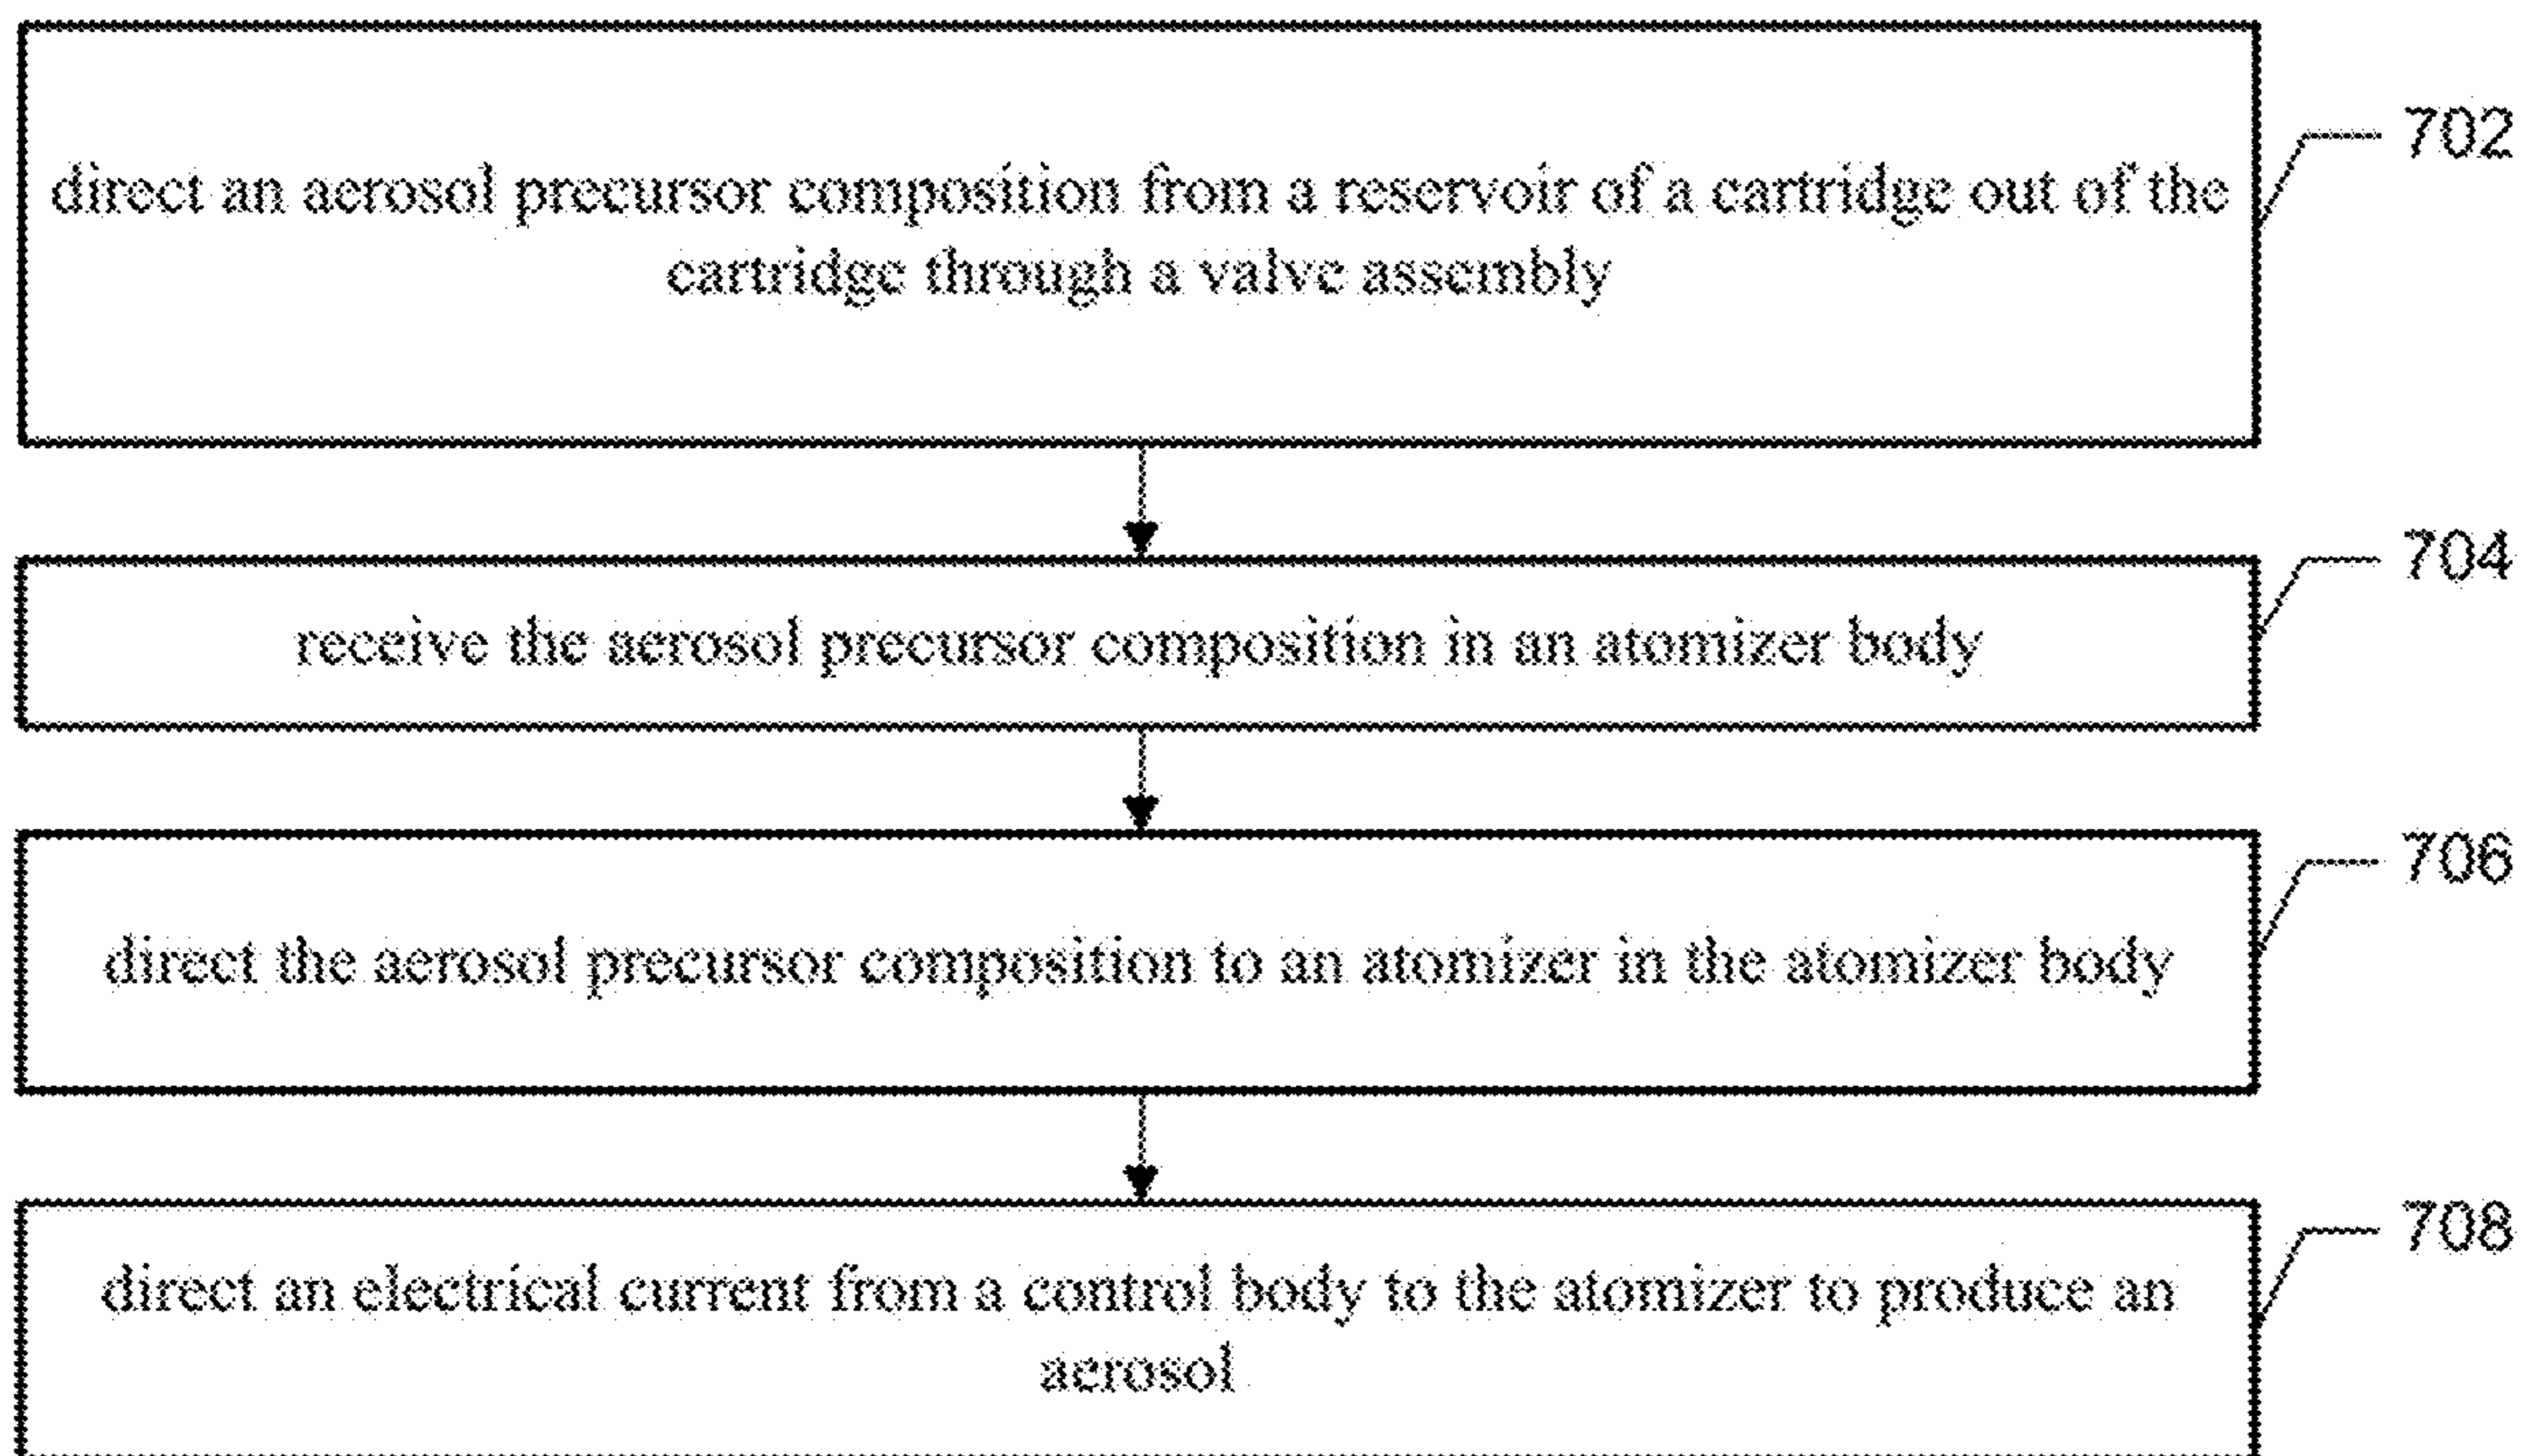 direct an aerosol precursor composition from a reservoir of a cartridge out of the
cartridge through a valve assembly
702
receive the aerosol precursor composition in an atomizer body
704
direct the aerosol precursor composition to an atomizer in the atomizer body
706
direct an electrical current from a control body to the atomizer to produce an
aerosol
708